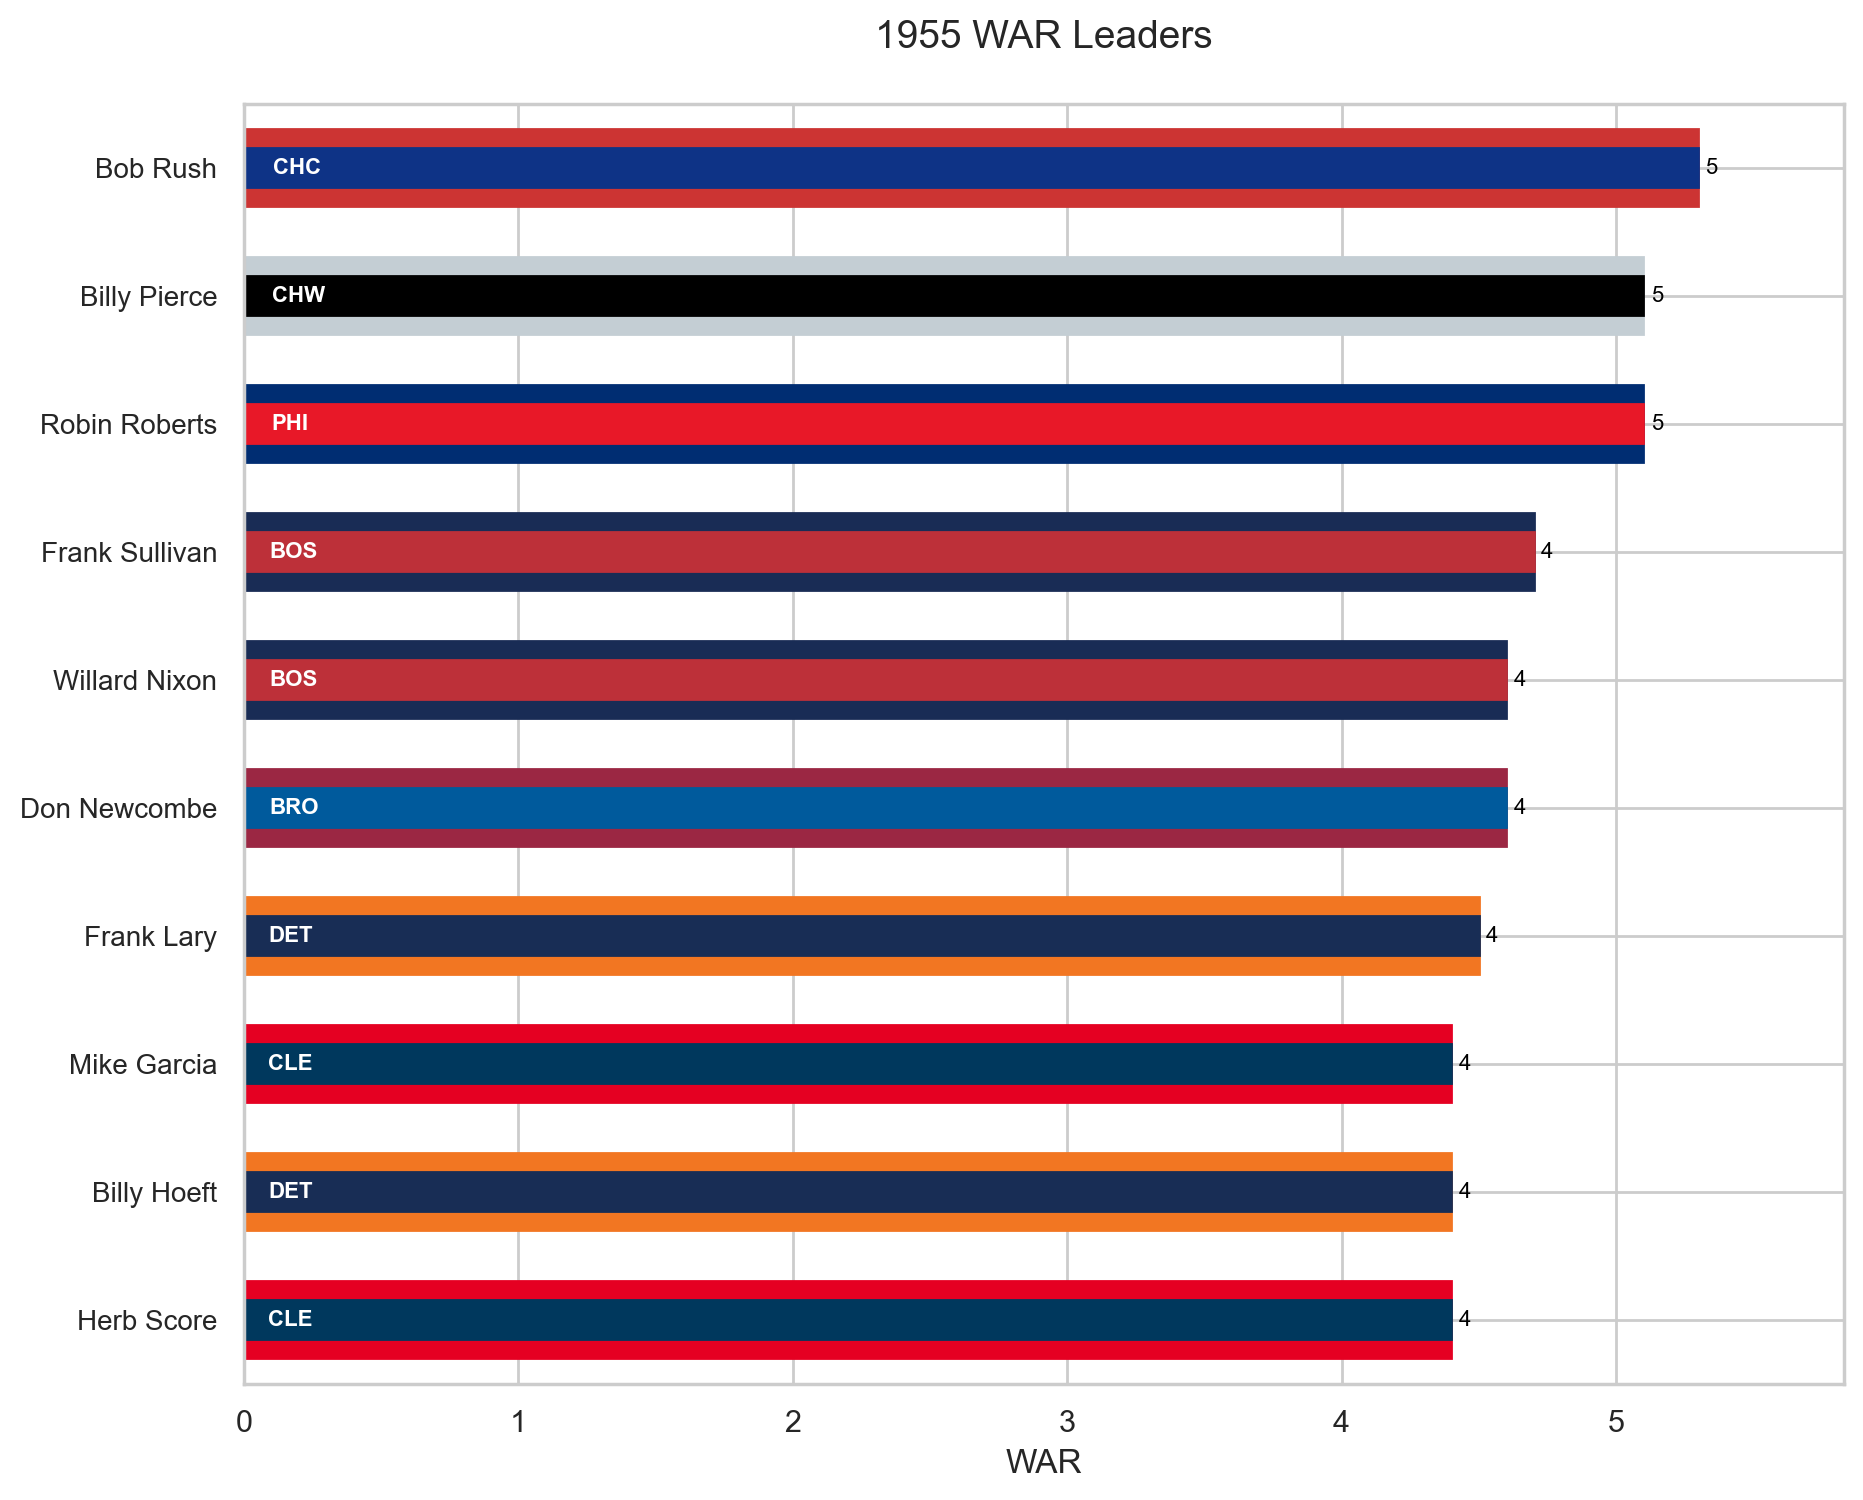 1955 WAR Leaders
Bob Rush CHC 5
Billy Pierce CHW 5
Robin Roberts PHI 5
Frank Sullivan BOS 4
Willard Nixon BOS 4
Don Newcombe BRO 4
Frank Lary DET 4
Mike Garcia CLE 4
Billy Hoeft DET 4
Herb Score CLE 4
0 1 2 3 4 5
WAR